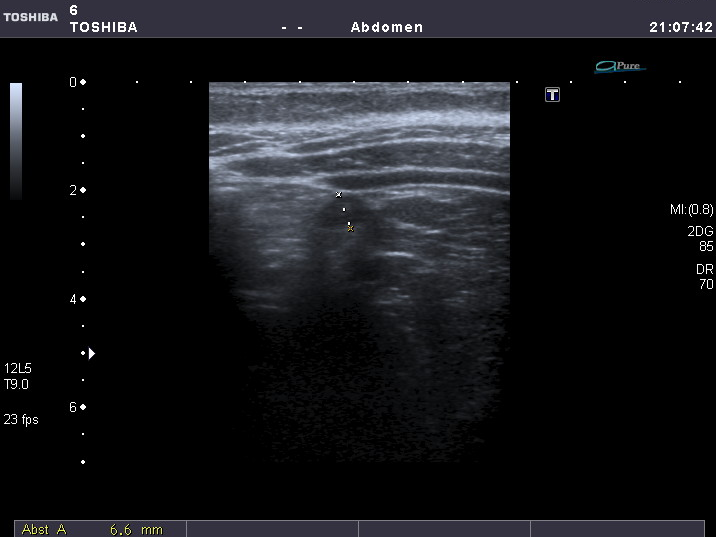 TOSHIBA
6
TOSHIBA - - Abdomen 21:07:42
aPure
0
T
2
MI:(0.8)
2DG
85
DR
70
4
12L5
T9.0
6
23 fps
Abst A 6.6 mm